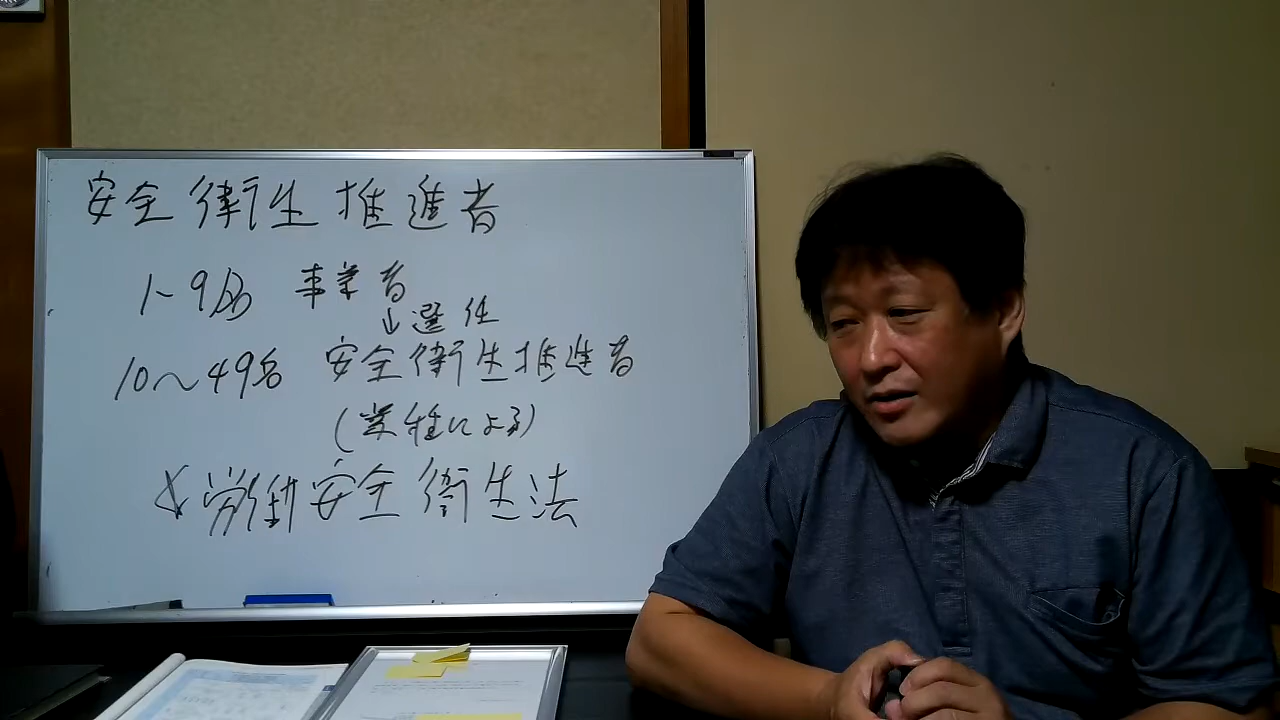 安全衛生推進者
1~9名 事業者
↓選任
10~49名 安全衛生推進者
(業種による)
☆労働安全衛生法